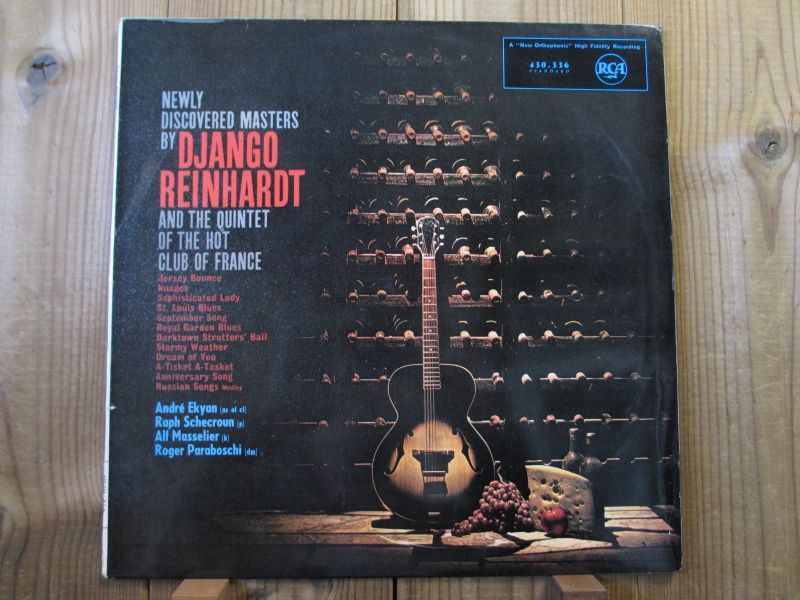 A "New Orthophonic" High Fidelity Recording
430.336
STANDARD
RCA
NEWLY
DISCOVERED MASTERS
BY DJANGO
REINHARDT
AND THE QUINTET
OF THE HOT
CLUB OF FRANCE
Jersey Bounce
Nuages
Sophisticated Lady
St. Louis Blues
September Song
Royal Garden Blues
Darktown Strutters' Ball
Stormy Weather
Dream of You
A-Tisket A-Tasket
Anniversary Song
Russian Songs Medley
André Ekyan (as et cl)
Raph Schecroun (p)
Alf Masselier (b)
Roger Paraboschi (dm)